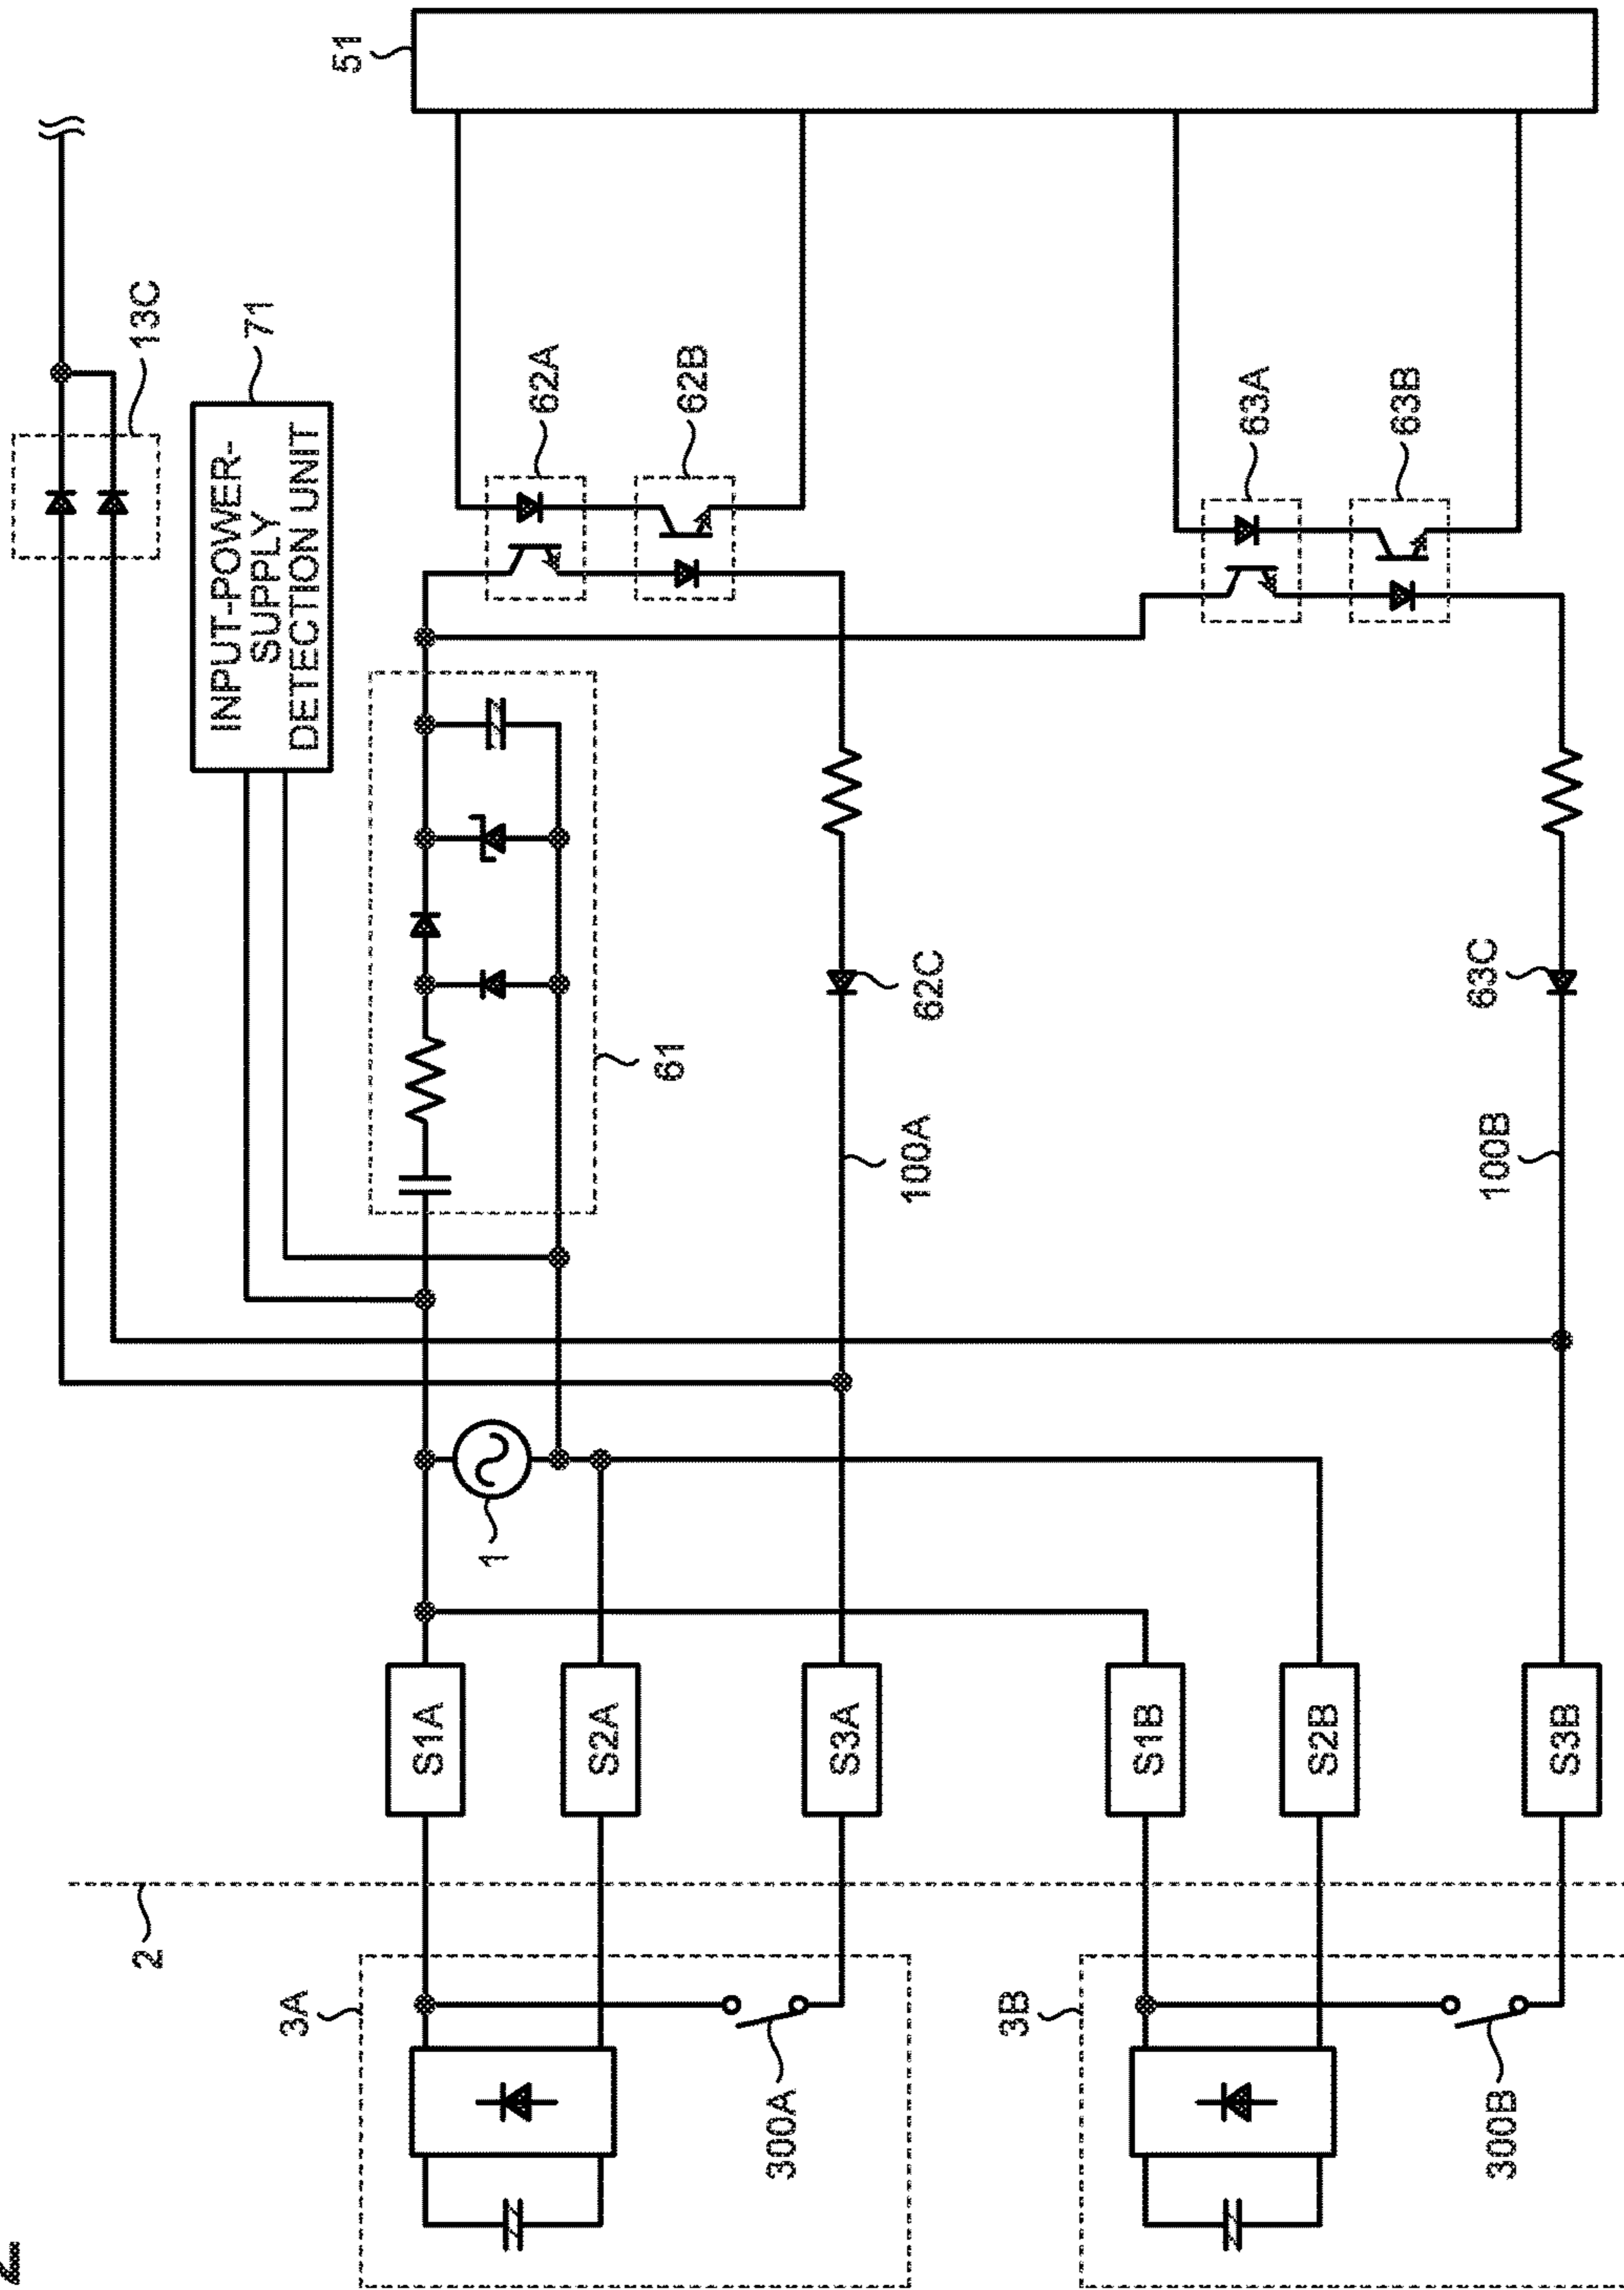 51
13C
71
INPUT-POWER-
SUPPLY
DETECTION UNIT
62A
62B
63A
63B
61
62C
63C
100A
100B
1
S1A
S2A
S3A
S1B
S2B
S3B
2
3A
3B
300A
300B